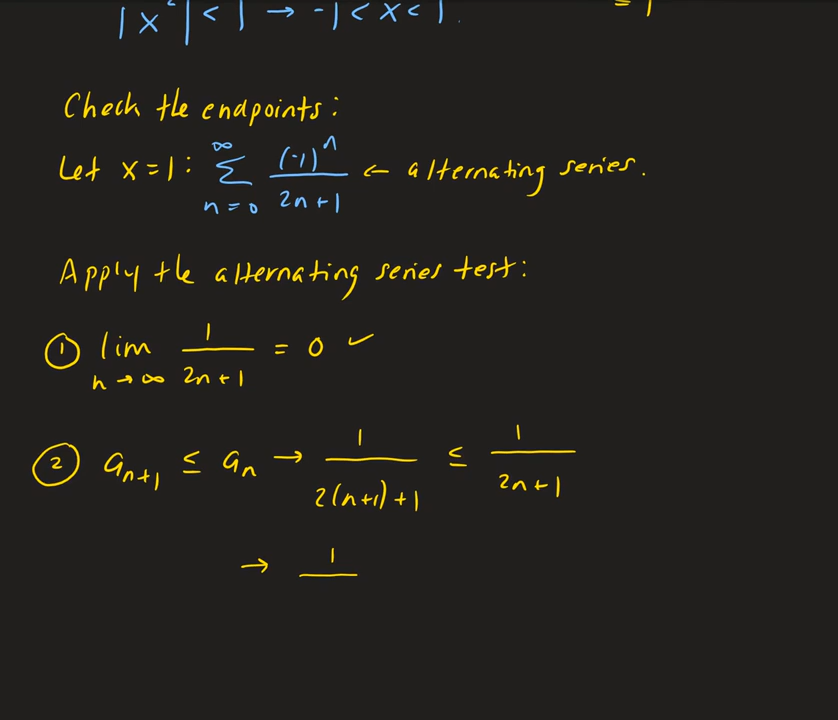 |x²| < 1 → -1 < x < 1. = 1
Check the endpoints:
Let x = 1: ∑_{n=0}^{∞} (-1)^n / (2n+1) ← alternating series.
Apply the alternating series test:
① lim_{n→∞} 1/(2n+1) = 0 ✓
② a_{n+1} ≤ a_n → 1/(2(n+1)+1) ≤ 1/(2n+1)
→ 1/